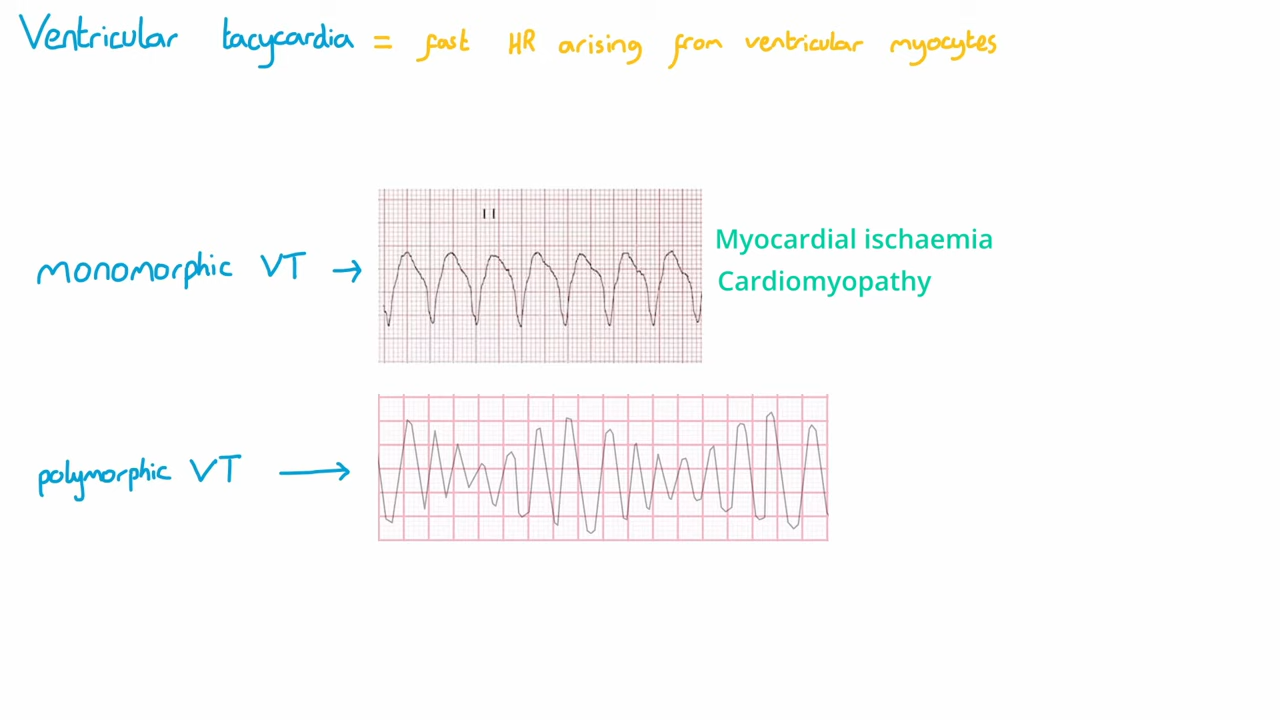 Ventricular tacycardia = fast HR arising from ventricular myocytes
II
Myocardial ischaemia
monomorphic VT →
Cardiomyopathy
polymorphic VT →